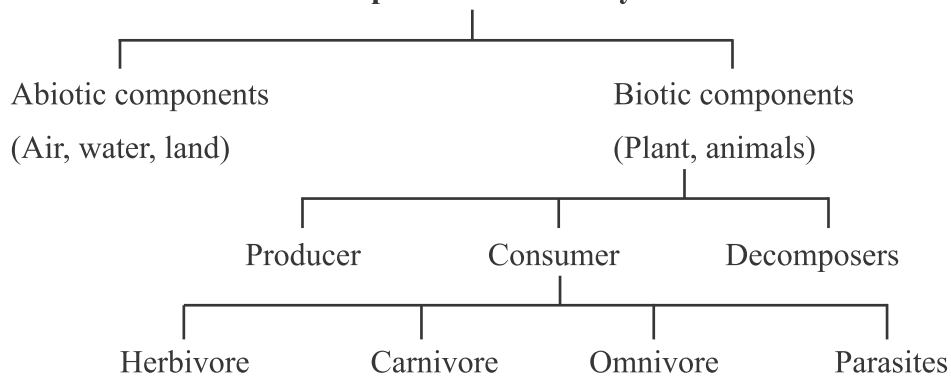 Abiotic components Biotic components
(Air, water, land) (Plant, animals)
Producer Consumer Decomposers
Herbivore Carnivore Omnivore Parasites